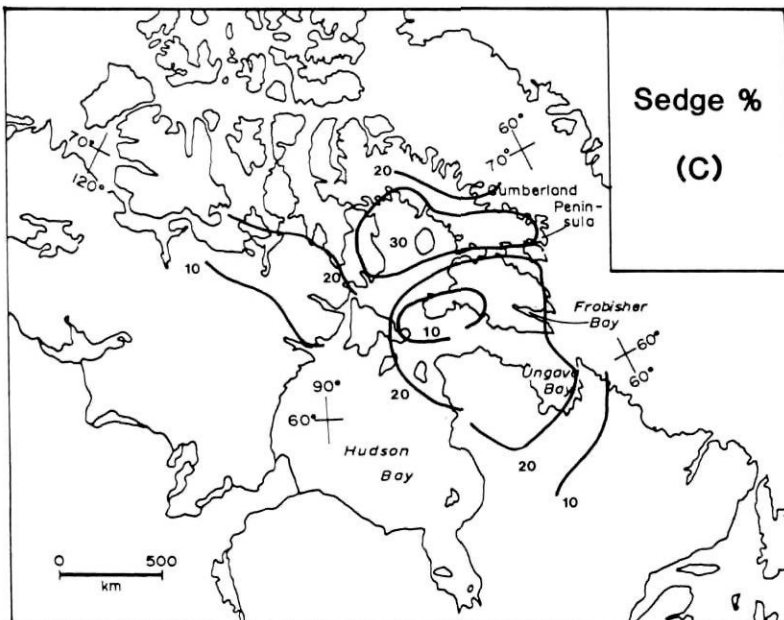 Sedge %
(C)
60°
70°
70°
120°
20
Cumberland
Penin-
sula
30
20
10
Frobisher
Bay
10
60°
60°
Ungava
Bay
90°
60°
20
Hudson
Bay
20
10
0 500
km